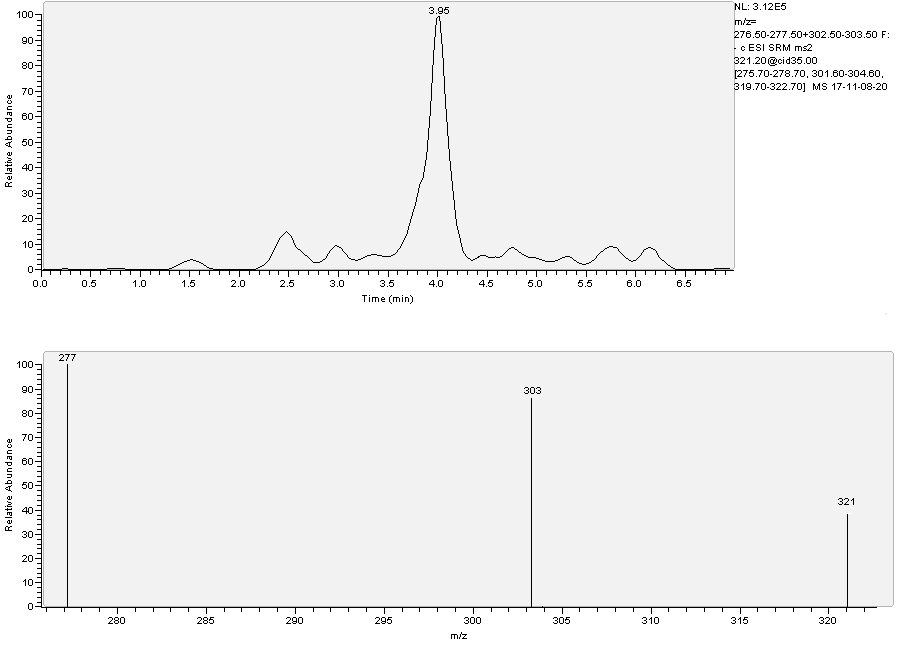 3.95
NL: 3.12E5
m/z=
276.50-277.50+302.50-303.50 F:
- c ESI SRM ms2
321.20@cid35.00
[275.70-278.70, 301.60-304.60,
319.70-322.70]  MS 17-11-08-20
Relative Abundance
100
90
80
70
60
50
40
30
20
10
0
0.0 0.5 1.0 1.5 2.0 2.5 3.0 3.5 4.0 4.5 5.0 5.5 6.0 6.5
Time (min)
277
303
321
Relative Abundance
100
90
80
70
60
50
40
30
20
10
0
280 285 290 295 300 305 310 315 320
m/z